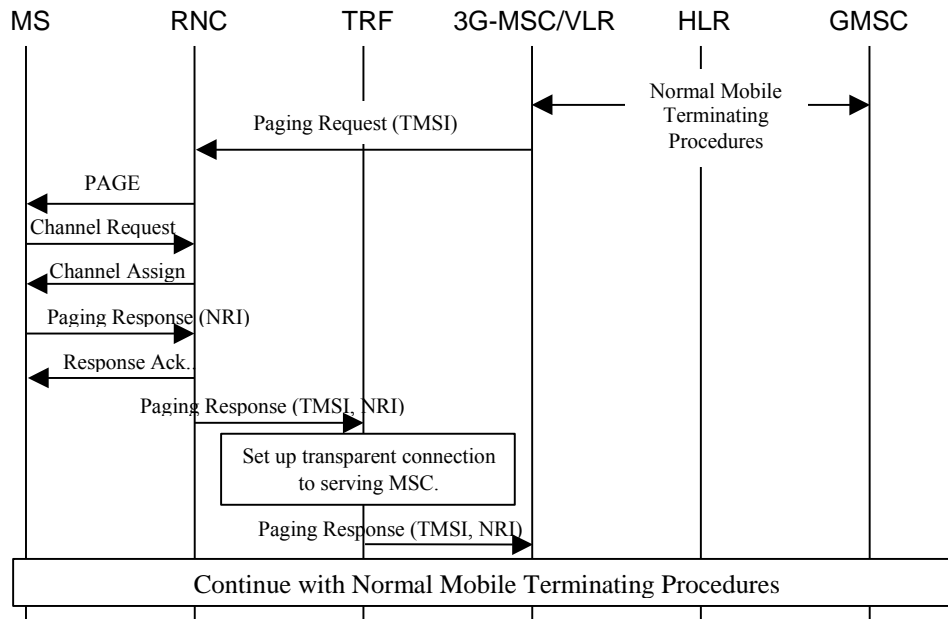 MS RNC TRF 3G-MSC/VLR HLR GMSC
Normal Mobile
Terminating
Procedures
Paging Request (TMSI)
PAGE
Channel Request
Channel Assign
Paging Response (NRI)
Response Ack..
Paging Response (TMSI, NRI)
Set up transparent connection
to serving MSC.
Paging Response (TMSI, NRI)
Continue with Normal Mobile Terminating Procedures